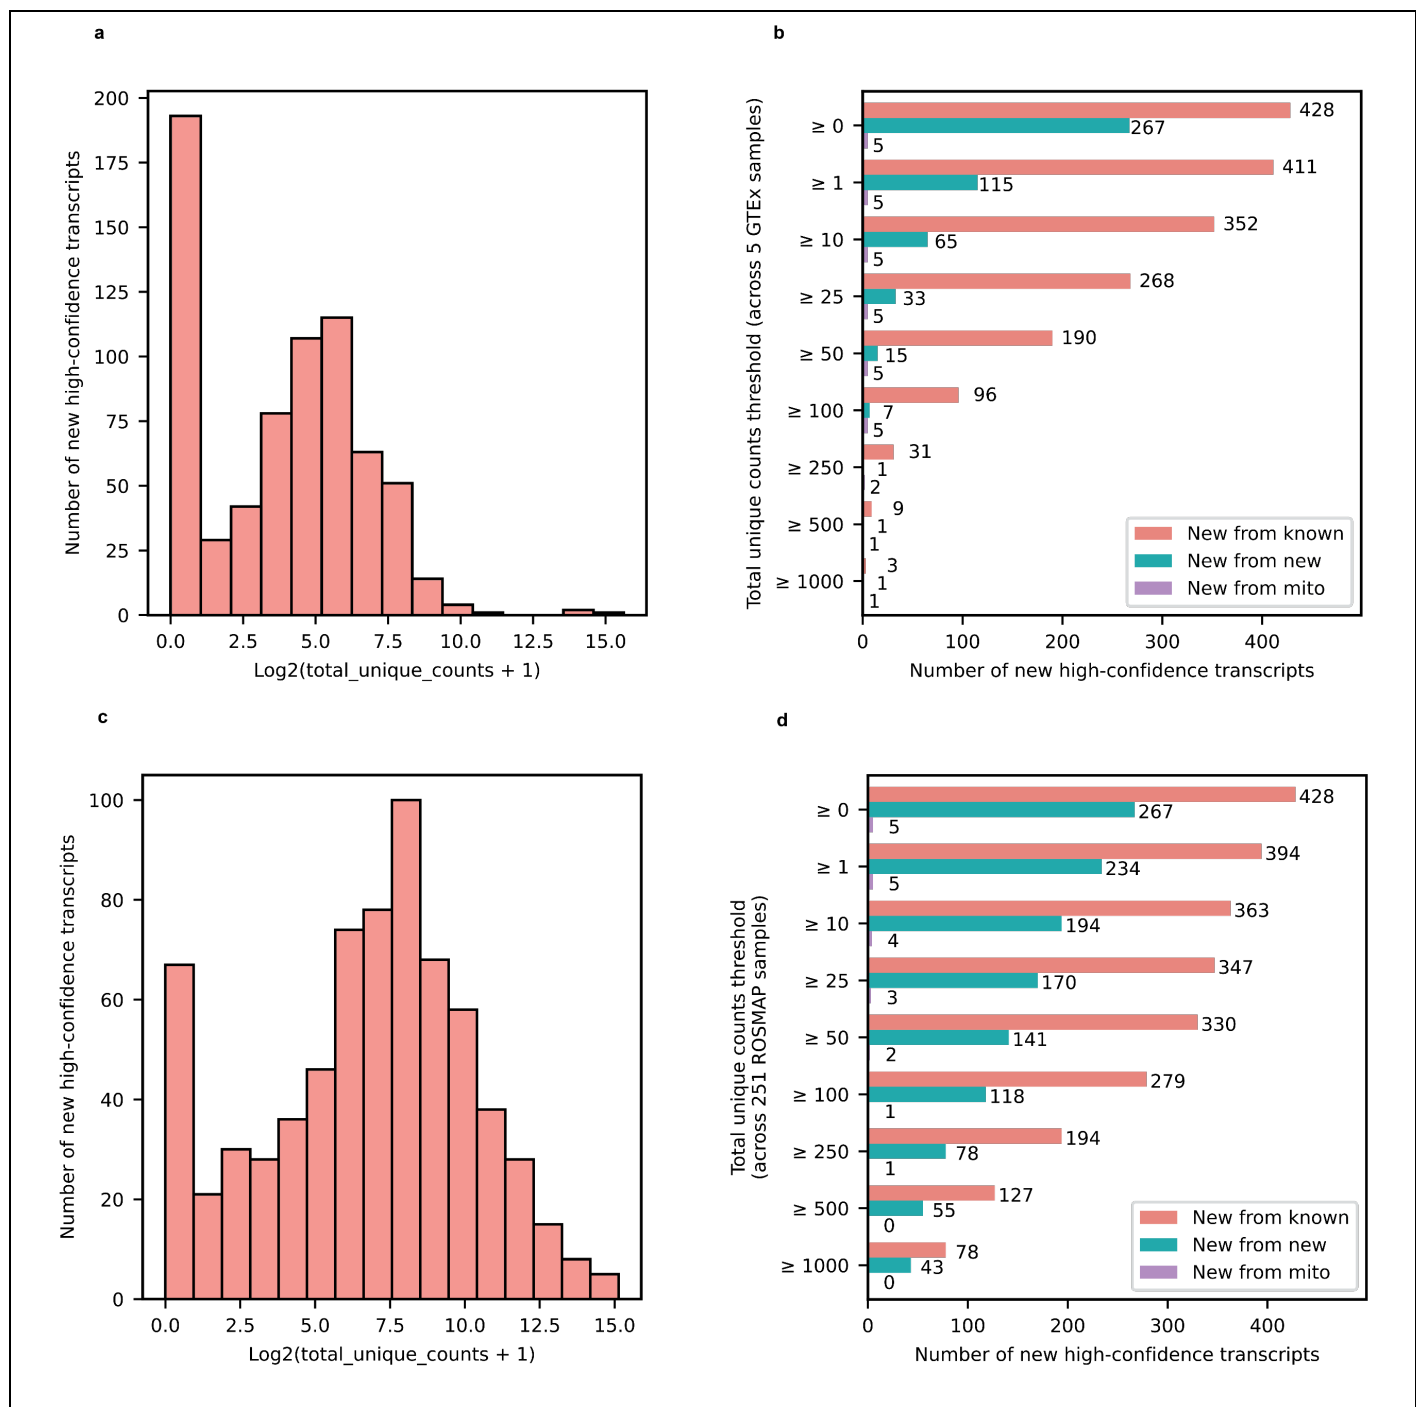 a
Number of new high-confidence transcripts
200
175
150
125
100
75
50
25
0
0.0 2.5 5.0 7.5 10.0 12.5 15.0
Log2(total_unique_counts + 1)
b
Total unique counts threshold (across 5 GTEx samples)
≥ 0 428
267
5
≥ 1 411
115
5
≥ 10 352
65
5
≥ 25 268
33
5
≥ 50 190
15
5
≥ 100 96
7
5
≥ 250 31
1
2
≥ 500 9
1
1
≥ 1000 3
1
1
New from known
New from new
New from mito
0 100 200 300 400
Number of new high-confidence transcripts
c
Number of new high-confidence transcripts
100
80
60
40
20
0
0.0 2.5 5.0 7.5 10.0 12.5 15.0
Log2(total_unique_counts + 1)
d
Total unique counts threshold
(across 251 ROSMAP samples)
≥ 0 428
267
5
≥ 1 394
234
5
≥ 10 363
194
4
≥ 25 347
170
3
≥ 50 330
141
2
≥ 100 279
118
1
≥ 250 194
78
1
≥ 500 127
55
0
≥ 1000 78
43
0
New from known
New from new
New from mito
0 100 200 300 400
Number of new high-confidence transcripts